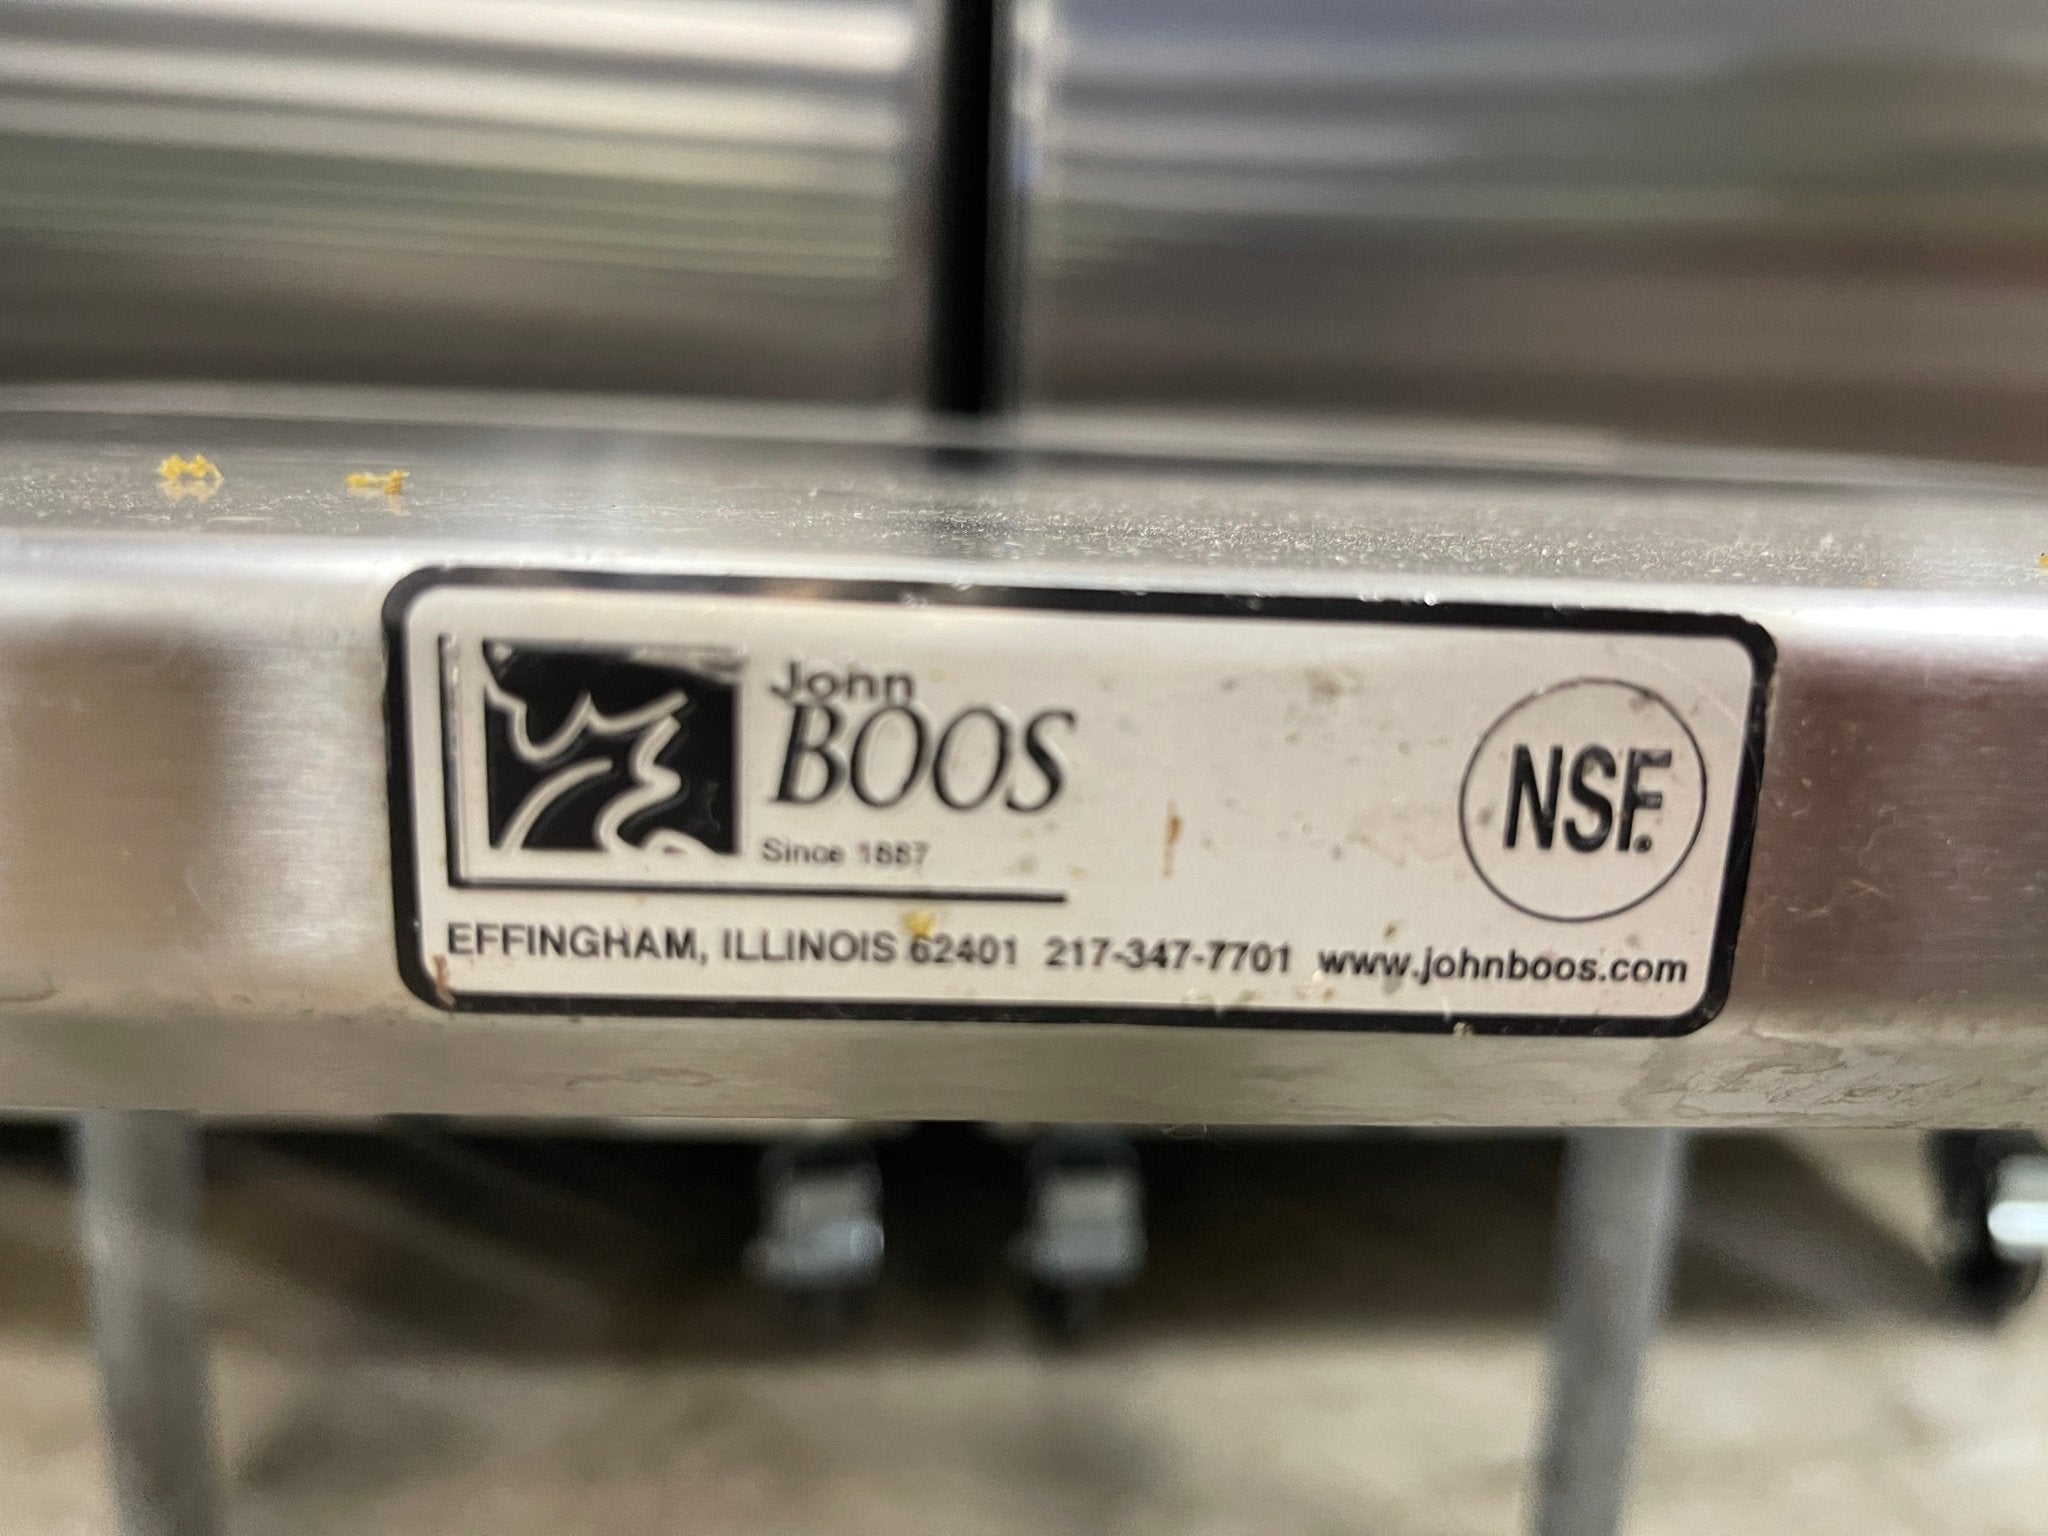 John
BOOS
Since 1887
NSF®
EFFINGHAM, ILLINOIS 62401 217-347-7701 www.johnboos.com